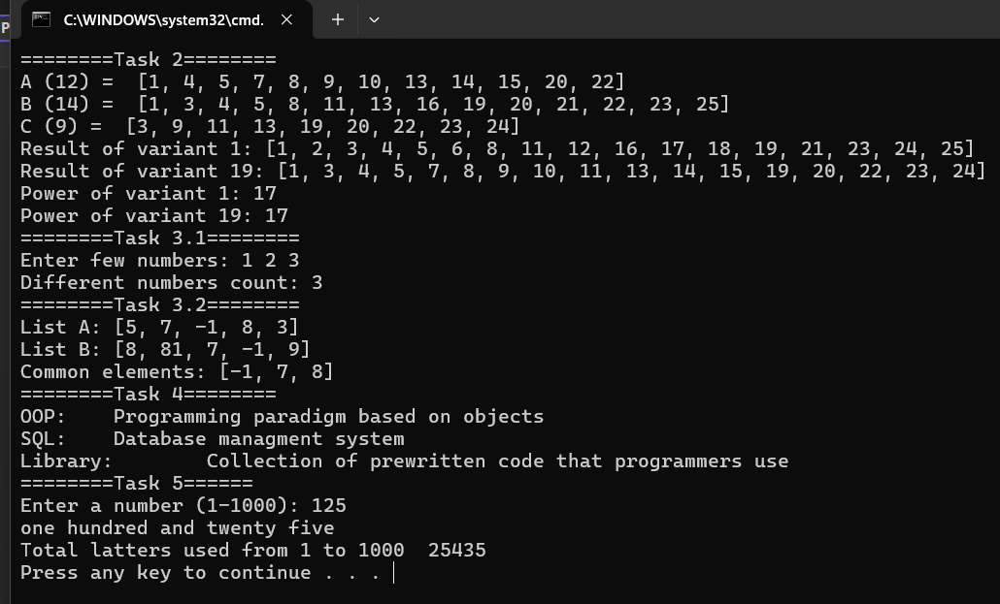 P
C:\WINDOWS\system32\cmd.
========Task 2========
A (12) =  [1, 4, 5, 7, 8, 9, 10, 13, 14, 15, 20, 22]
B (14) =  [1, 3, 4, 5, 8, 11, 13, 16, 19, 20, 21, 22, 23, 25]
C (9) =  [3, 9, 11, 13, 19, 20, 22, 23, 24]
Result of variant 1: [1, 2, 3, 4, 5, 6, 8, 11, 12, 16, 17, 18, 19, 21, 23, 24, 25]
Result of variant 19: [1, 3, 4, 5, 7, 8, 9, 10, 11, 13, 14, 15, 19, 20, 22, 23, 24]
Power of variant 1: 17
Power of variant 19: 17
========Task 3.1========
Enter few numbers: 1 2 3
Different numbers count: 3
========Task 3.2========
List A: [5, 7, -1, 8, 3]
List B: [8, 81, 7, -1, 9]
Common elements: [-1, 7, 8]
========Task 4========
OOP:    Programming paradigm based on objects
SQL:    Database managment system
Library:        Collection of prewritten code that programmers use
========Task 5======
Enter a number (1-1000): 125
one hundred and twenty five
Total latters used from 1 to 1000  25435
Press any key to continue . . .